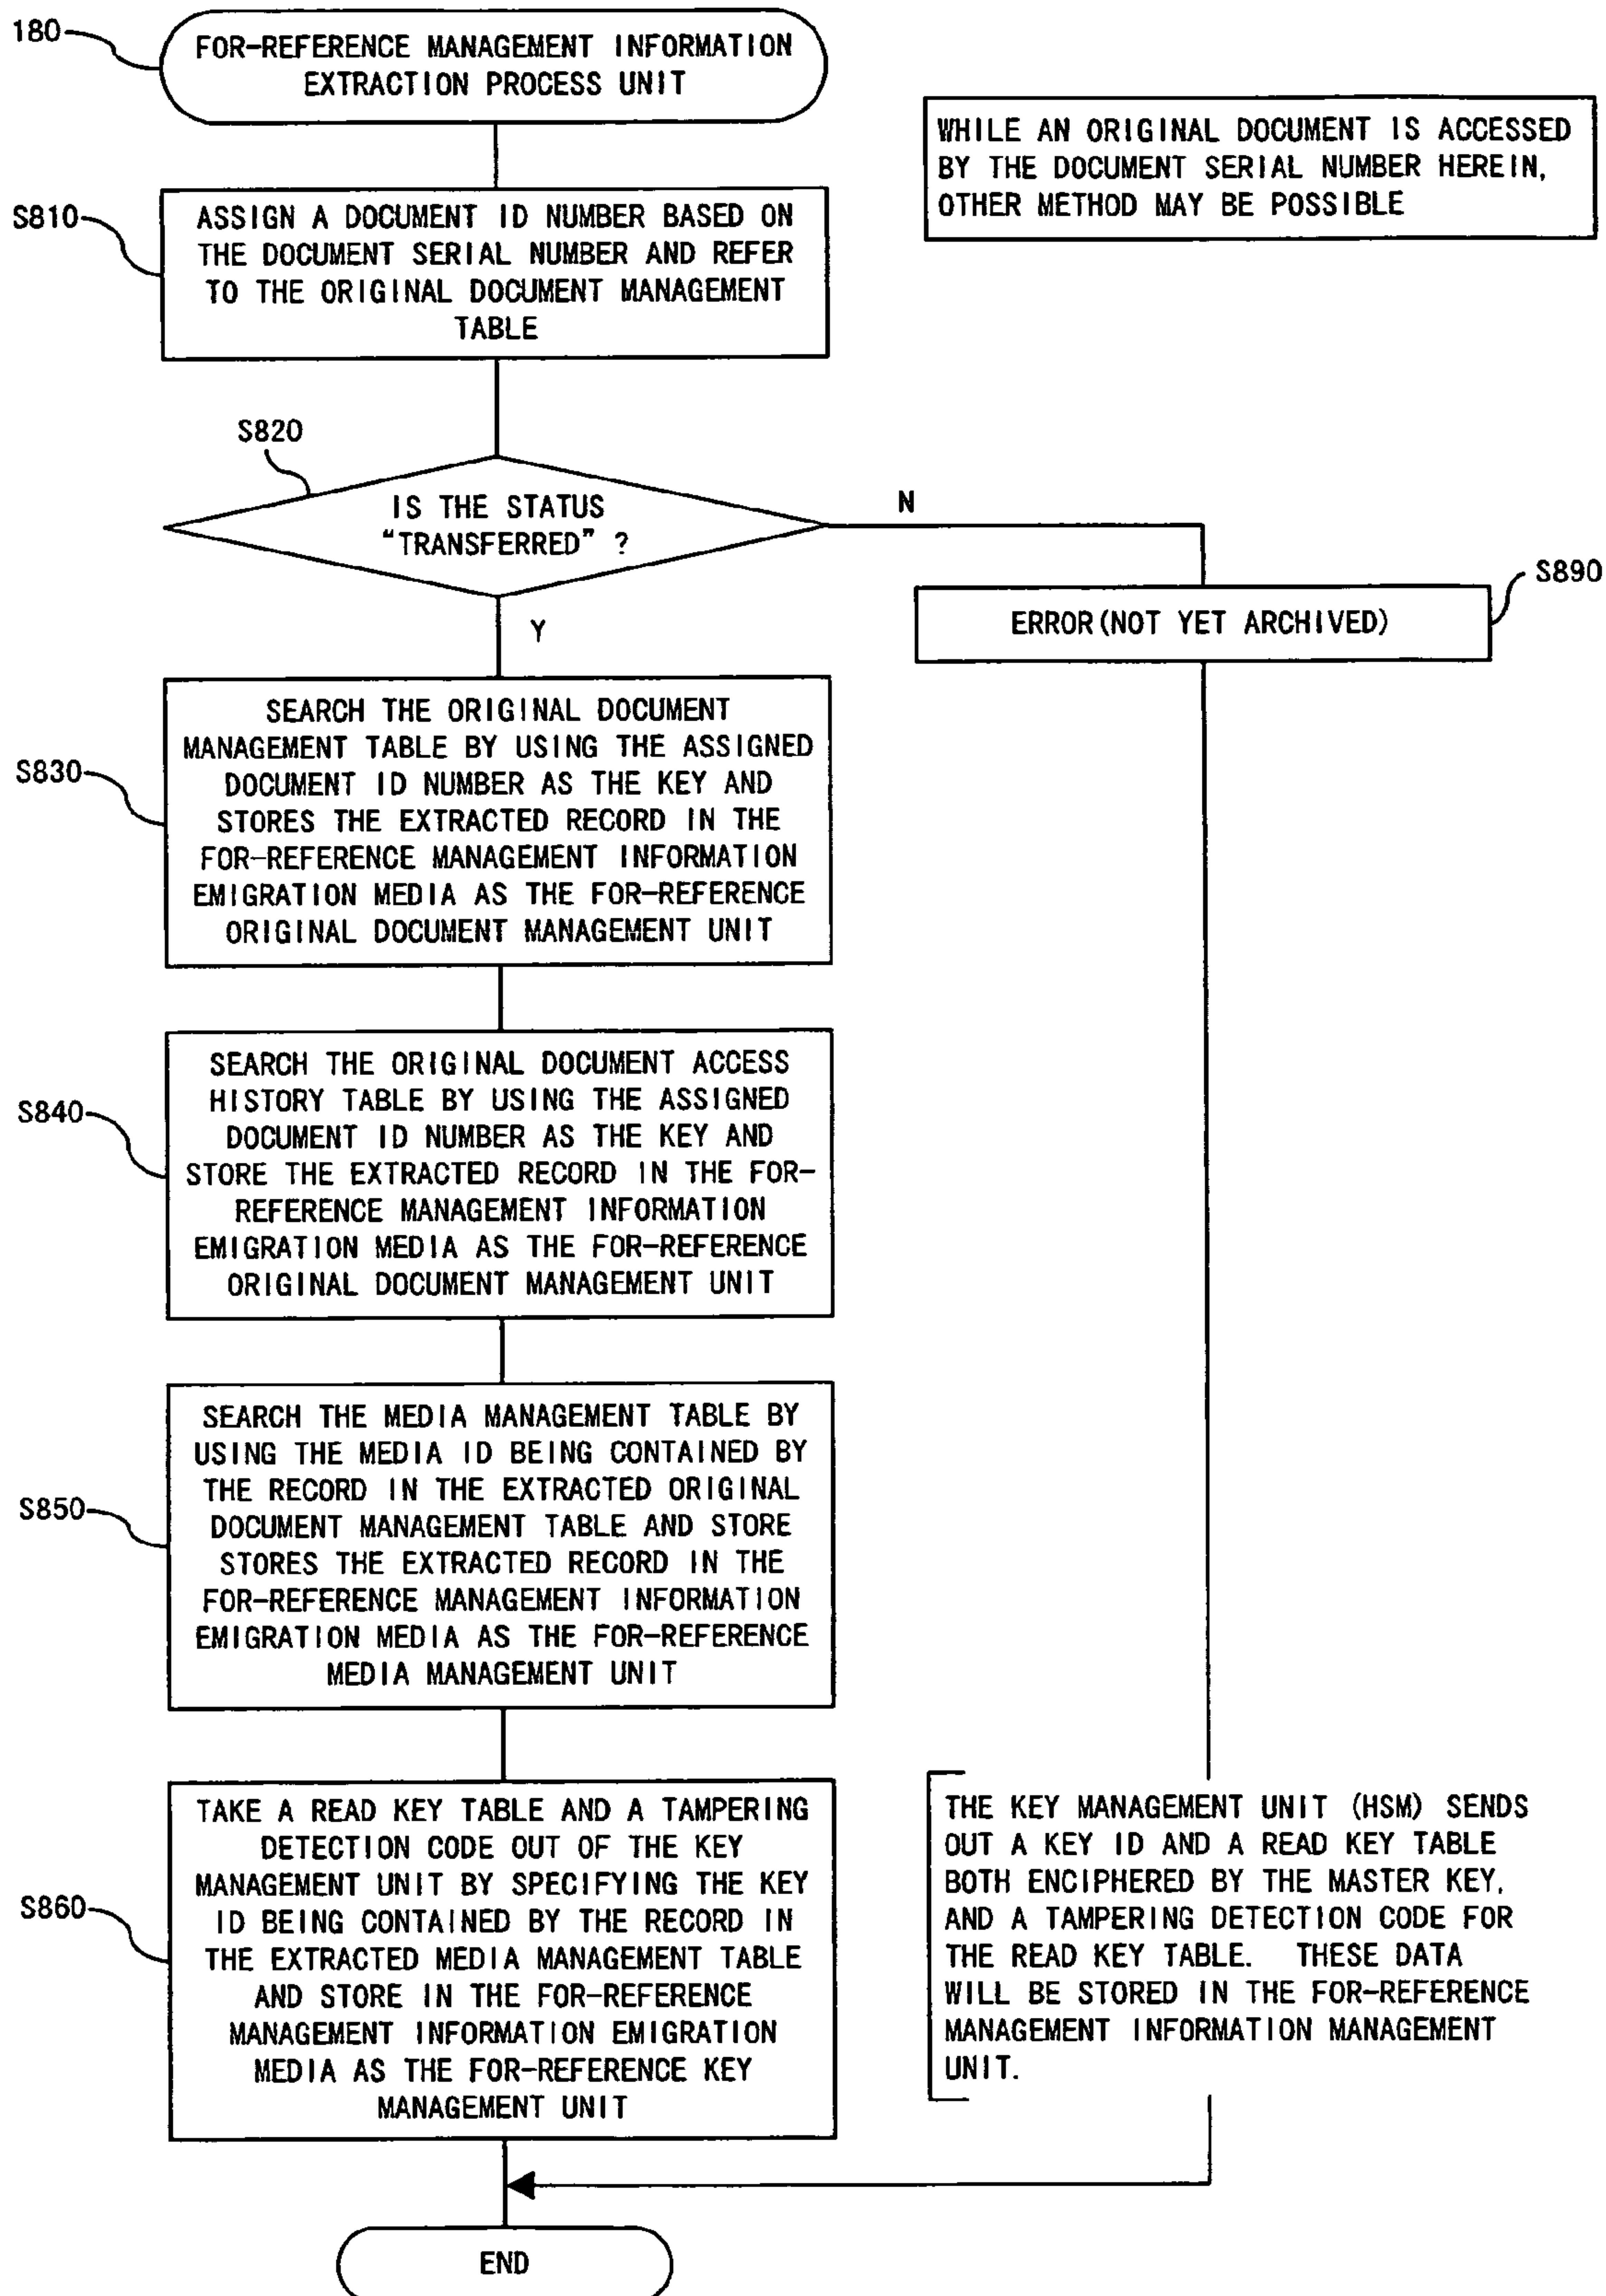 180
FOR-REFERENCE MANAGEMENT INFORMATION
EXTRACTION PROCESS UNIT
WHILE AN ORIGINAL DOCUMENT IS ACCESSED
BY THE DOCUMENT SERIAL NUMBER HEREIN,
OTHER METHOD MAY BE POSSIBLE
S810
ASSIGN A DOCUMENT ID NUMBER BASED ON
THE DOCUMENT SERIAL NUMBER AND REFER
TO THE ORIGINAL DOCUMENT MANAGEMENT
TABLE
S820
IS THE STATUS
"TRANSFERRED" ?
N
Y
S890
ERROR(NOT YET ARCHIVED)
S830
SEARCH THE ORIGINAL DOCUMENT
MANAGEMENT TABLE BY USING THE ASSIGNED
DOCUMENT ID NUMBER AS THE KEY AND
STORES THE EXTRACTED RECORD IN THE
FOR-REFERENCE MANAGEMENT INFORMATION
EMIGRATION MEDIA AS THE FOR-REFERENCE
ORIGINAL DOCUMENT MANAGEMENT UNIT
S840
SEARCH THE ORIGINAL DOCUMENT ACCESS
HISTORY TABLE BY USING THE ASSIGNED
DOCUMENT ID NUMBER AS THE KEY AND
STORE THE EXTRACTED RECORD IN THE FOR-
REFERENCE MANAGEMENT INFORMATION
EMIGRATION MEDIA AS THE FOR-REFERENCE
ORIGINAL DOCUMENT MANAGEMENT UNIT
S850
SEARCH THE MEDIA MANAGEMENT TABLE BY
USING THE MEDIA ID BEING CONTAINED BY
THE RECORD IN THE EXTRACTED ORIGINAL
DOCUMENT MANAGEMENT TABLE AND STORE
STORES THE EXTRACTED RECORD IN THE
FOR-REFERENCE MANAGEMENT INFORMATION
EMIGRATION MEDIA AS THE FOR-REFERENCE
MEDIA MANAGEMENT UNIT
S860
TAKE A READ KEY TABLE AND A TAMPERING
DETECTION CODE OUT OF THE KEY
MANAGEMENT UNIT BY SPECIFYING THE KEY
ID BEING CONTAINED BY THE RECORD IN
THE EXTRACTED MEDIA MANAGEMENT TABLE
AND STORE IN THE FOR-REFERENCE
MANAGEMENT INFORMATION EMIGRATION
MEDIA AS THE FOR-REFERENCE KEY
MANAGEMENT UNIT
THE KEY MANAGEMENT UNIT (HSM) SENDS
OUT A KEY ID AND A READ KEY TABLE
BOTH ENCIPHERED BY THE MASTER KEY,
AND A TAMPERING DETECTION CODE FOR
THE READ KEY TABLE. THESE DATA
WILL BE STORED IN THE FOR-REFERENCE
MANAGEMENT INFORMATION MANAGEMENT
UNIT.
END